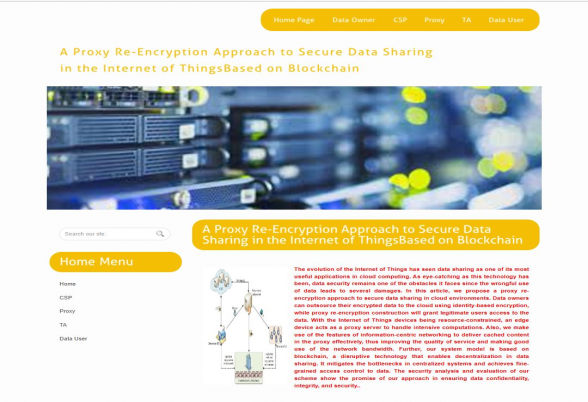 Home Page Data Owner CSP Proxy TA Data User
A Proxy Re-Encryption Approach to Secure Data Sharing
in the Internet of ThingsBased on Blockchain
Search our site
Home Menu
Home
CSP
Proxy
TA
Data User
A Proxy Re-Encryption Approach to Secure Data
Sharing in the Internet of ThingsBased on Blockchain
The evolution of the Internet of Things has seen data sharing as one of its most
useful applications in cloud computing. As eye-catching as this technology has
been, data security remains one of the obstacles it faces since the wrongful use
of data leads to several damages. In this article, we propose a proxy re-
encryption approach to secure data sharing in cloud environments. Data owners
can outsource their encrypted data to the cloud using identity-based encryption,
while proxy re-encryption construction will grant legitimate users access to the
data. With the Internet of Things devices being resource-constrained, an edge
device acts as a proxy server to handle intensive computations. Also, we make
use of the features of information-centric networking to deliver cached content
in the proxy effectively, thus improving the quality of service and making good
use of the network bandwidth. Further, our system model is based on
blockchain, a disruptive technology that enables decentralization in data
sharing. It mitigates the bottlenecks in centralized systems and achieves fine-
grained access control to data. The security analysis and evaluation of our
scheme show the promise of our approach in ensuring data confidentiality,
integrity, and security..